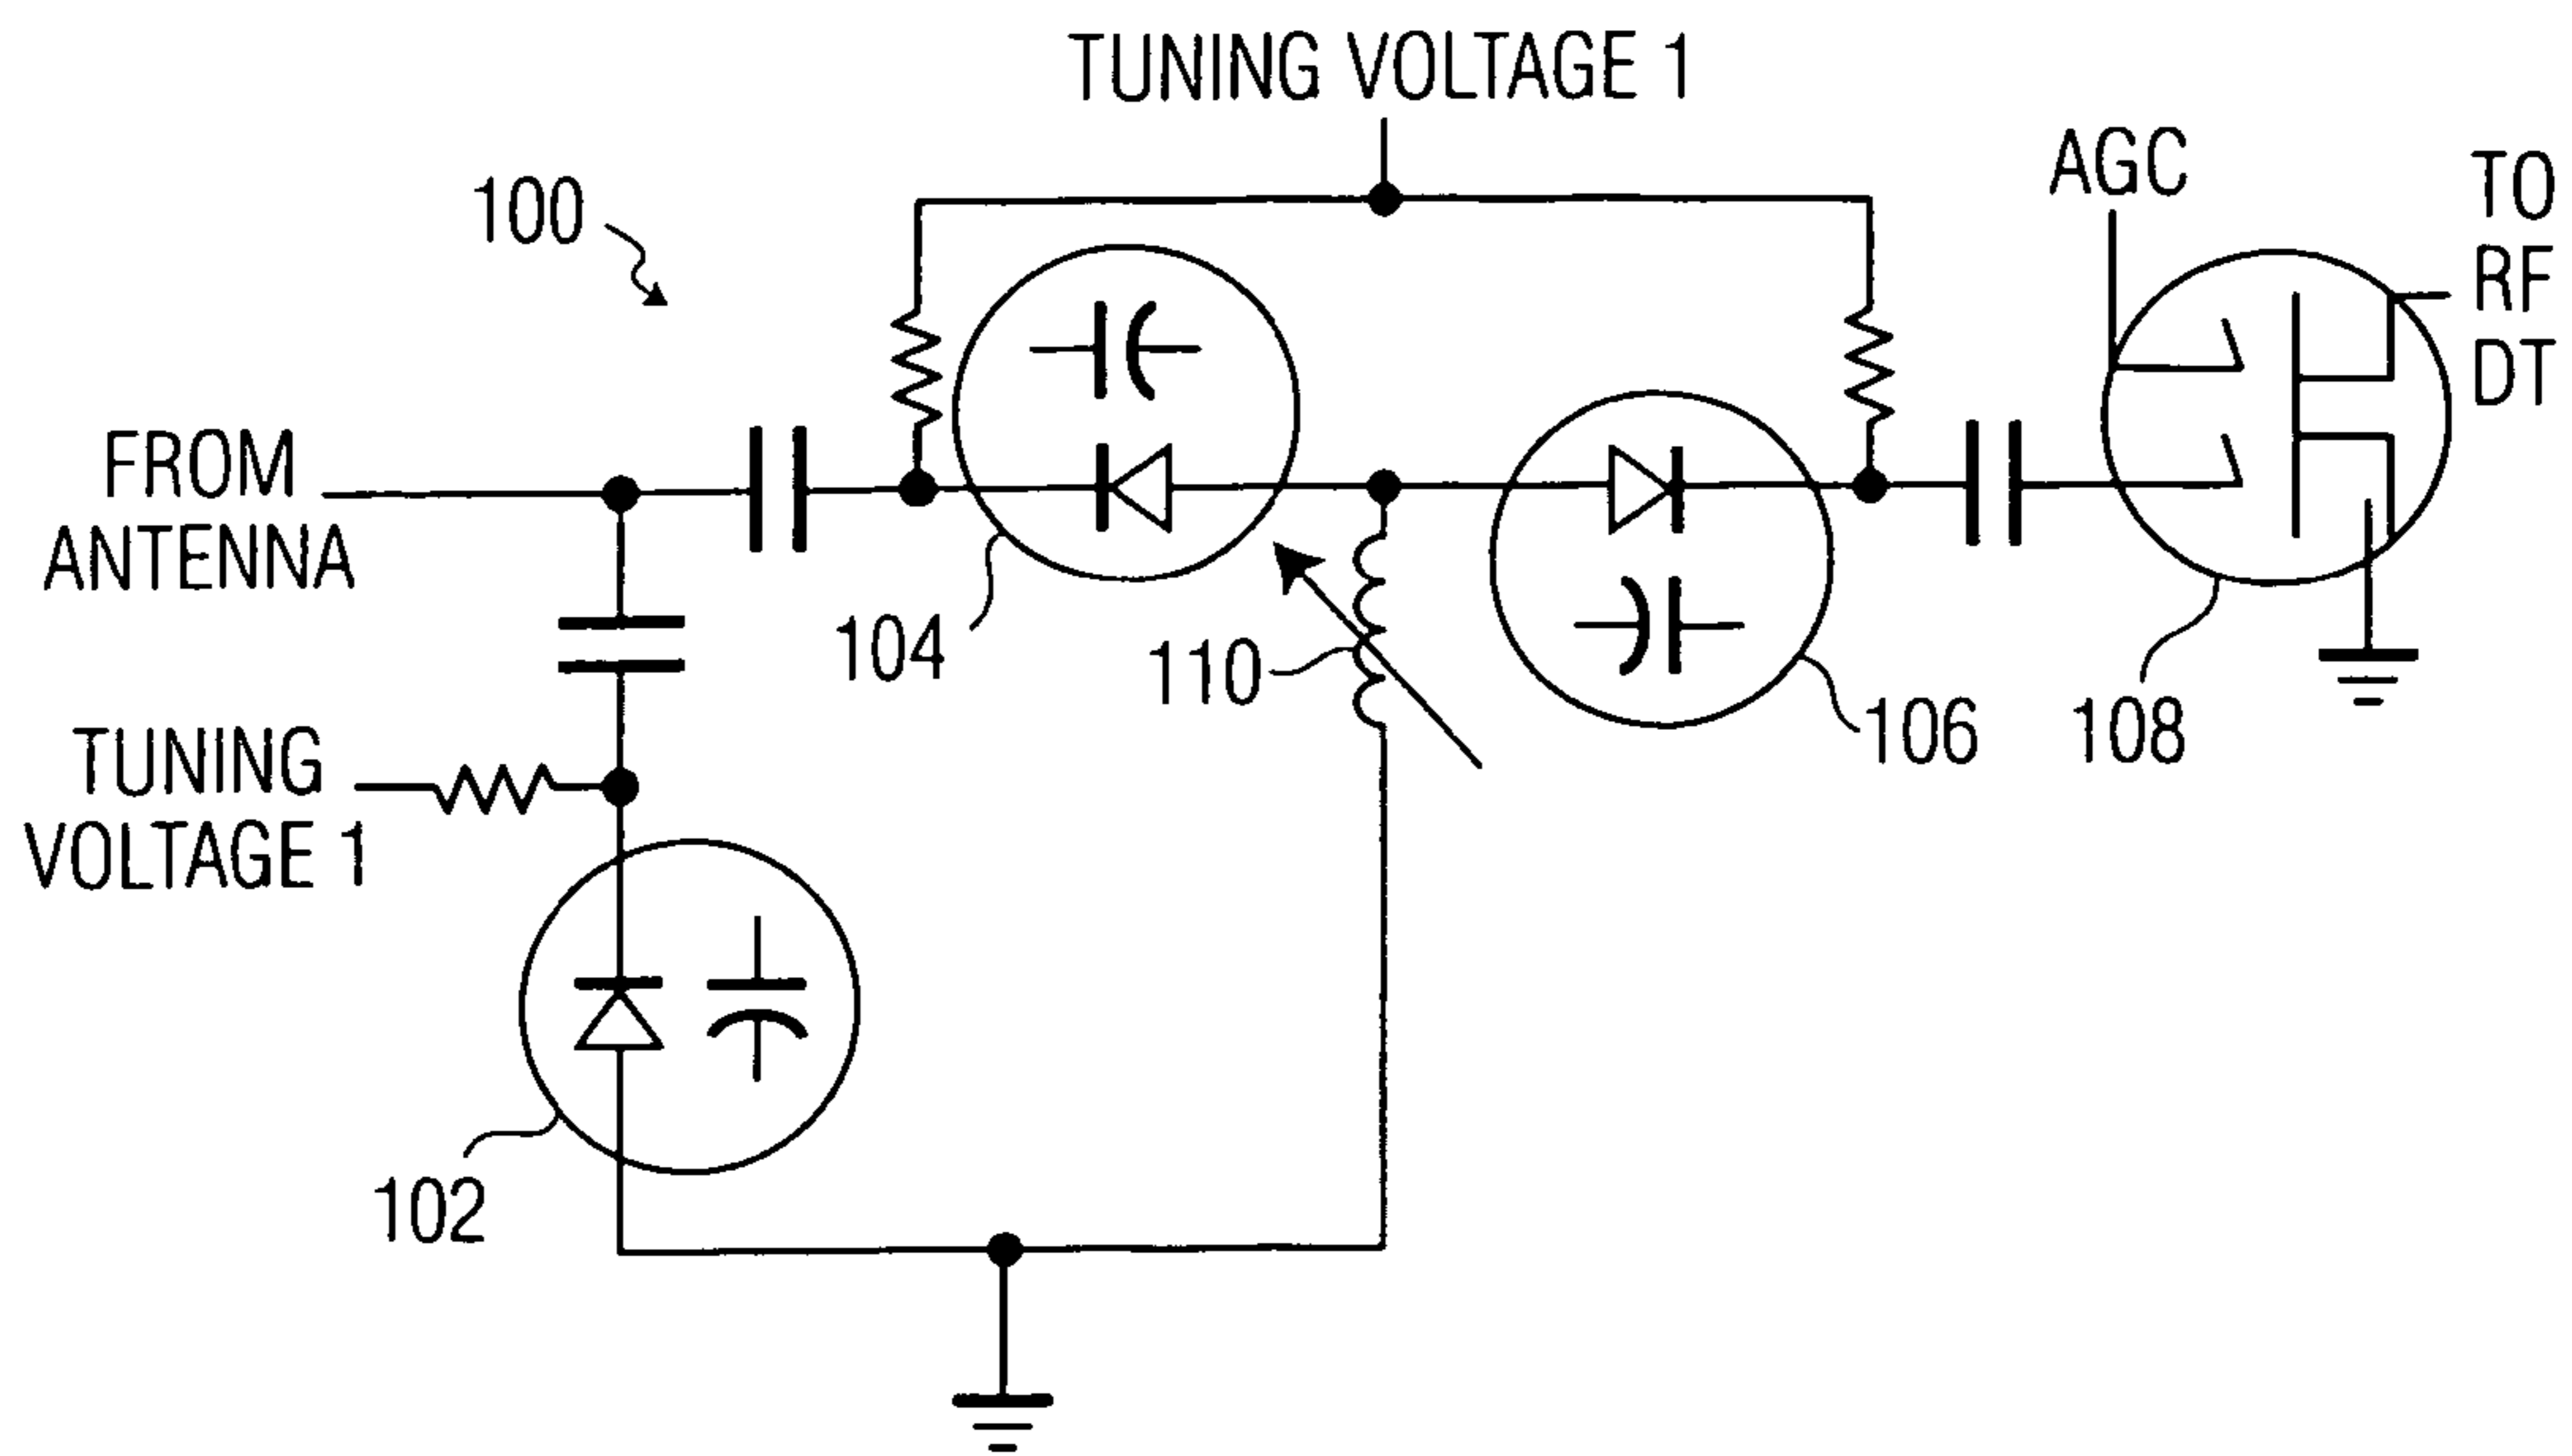 TUNING VOLTAGE 1
AGC
TO
RF
DT
100
FROM
ANTENNA
104
110
106
108
TUNING
VOLTAGE 1
102